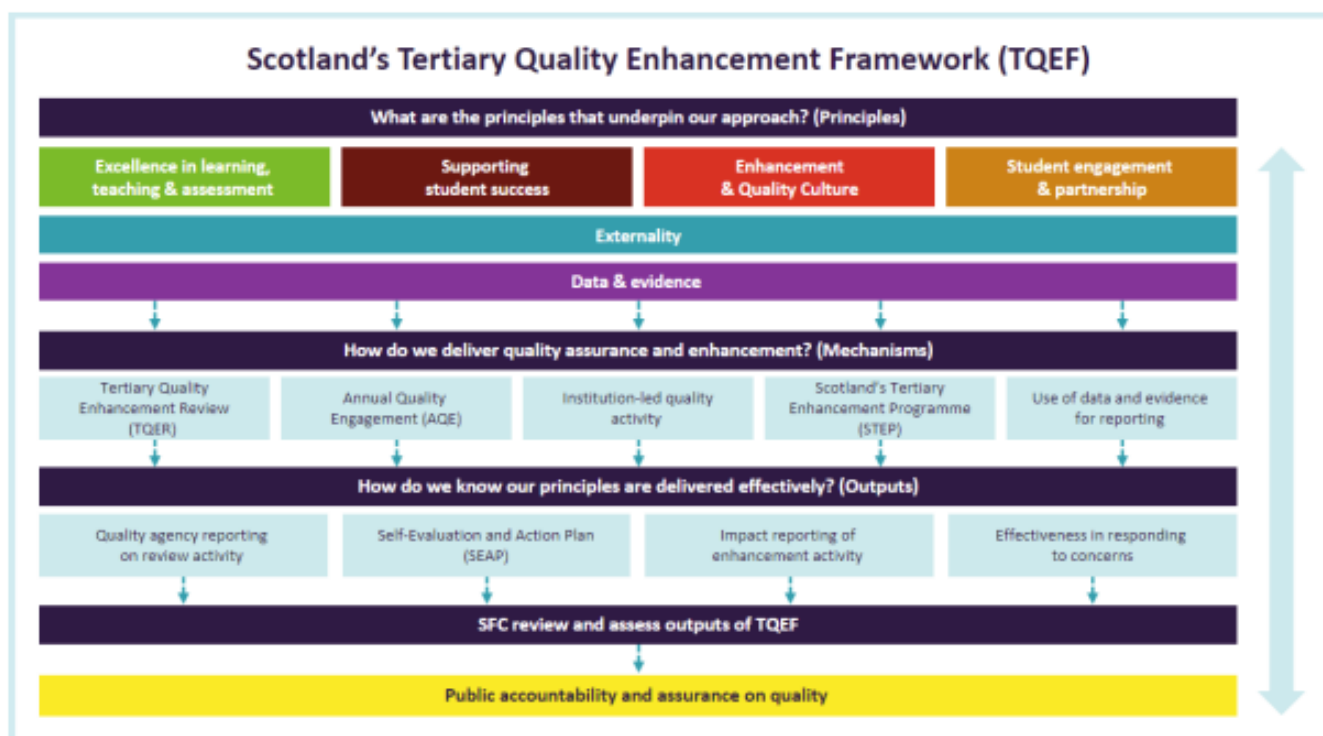 Scotland's Tertiary Quality Enhancement Framework (TQEF)
What are the principles that underpin our approach? (Principles)
Excellence in learning,
teaching & assessment
Supporting
student success
Enhancement
& Quality Culture
Student engagement
& partnership
Externality
Data & evidence
How do we deliver quality assurance and enhancement? (Mechanisms)
Tertiary Quality
Enhancement Review
(TQER)
Annual Quality
Engagement (AQE)
Institution-led quality
activity
Scotland's Tertiary
Enhancement Programme
(STEP)
Use of data and evidence
for reporting
How do we know our principles are delivered effectively? (Outputs)
Quality agency reporting
on review activity
Self-Evaluation and Action Plan
(SEAP)
Impact reporting of
enhancement activity
Effectiveness in responding
to concerns
SFC review and assess outputs of TQEF
Public accountability and assurance on quality